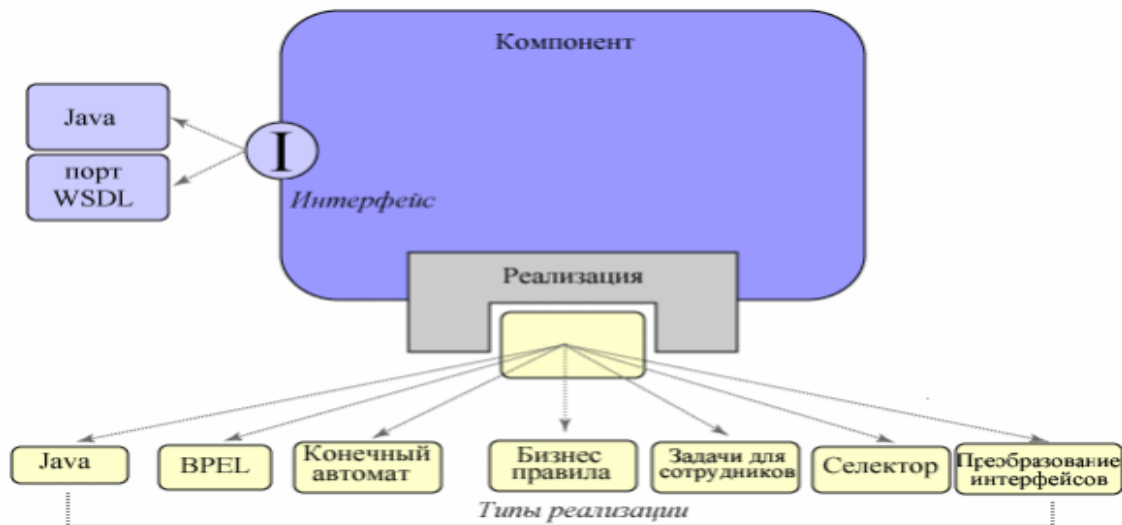 Компонент
Java
порт
WSDL
I
Интерфейс
Реализация
Java
BPEL
Конечный
автомат
Бизнес
правила
Задачи для
сотрудников
Селектор
Преобразование
интерфейсов
Типы реализации